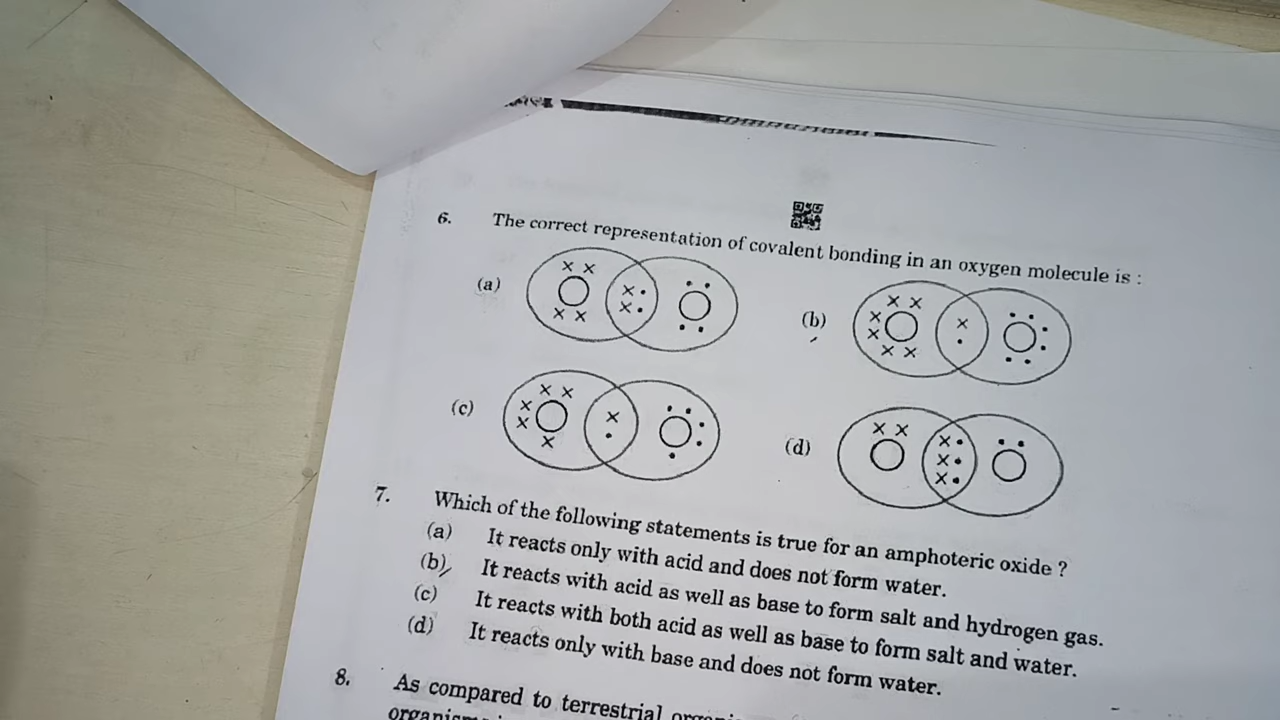 6. The correct representation of covalent bonding in an oxygen molecule is :
(a)
(b)
(c)
(d)
7. Which of the following statements is true for an amphoteric oxide ?
(a) It reacts only with acid and does not form water.
(b) It reacts with acid as well as base to form salt and hydrogen gas.
(c) It reacts with both acid as well as base to form salt and water.
(d) It reacts only with base and does not form water.
8. As compared to terrestrial